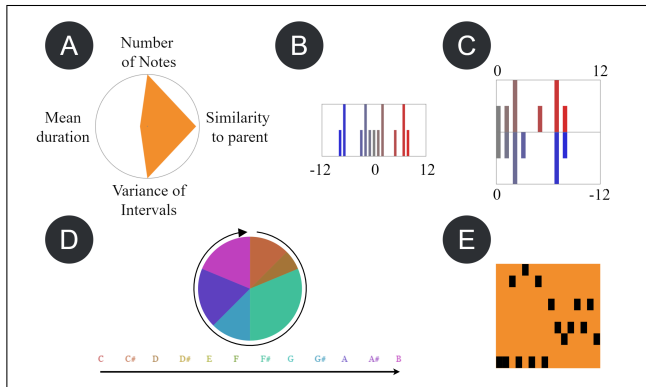 A
Number
of Notes
Mean
duration
Similarity
to parent
Variance of
Intervals
B
-12 0 12
C
0 12
0 -12
D
C C# D D# E F F# G G# A A# B
E